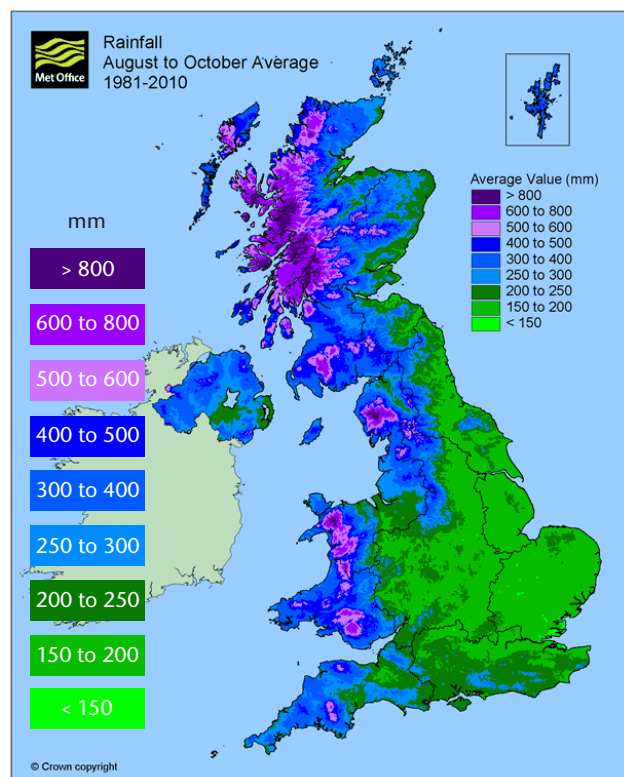 Met Office
Rainfall
August to October Average
1981-2010
mm
> 800
600 to 800
500 to 600
400 to 500
300 to 400
250 to 300
200 to 250
150 to 200
< 150
Average Value (mm)
> 800
600 to 800
500 to 600
400 to 500
300 to 400
250 to 300
200 to 250
150 to 200
< 150
© Crown copyright